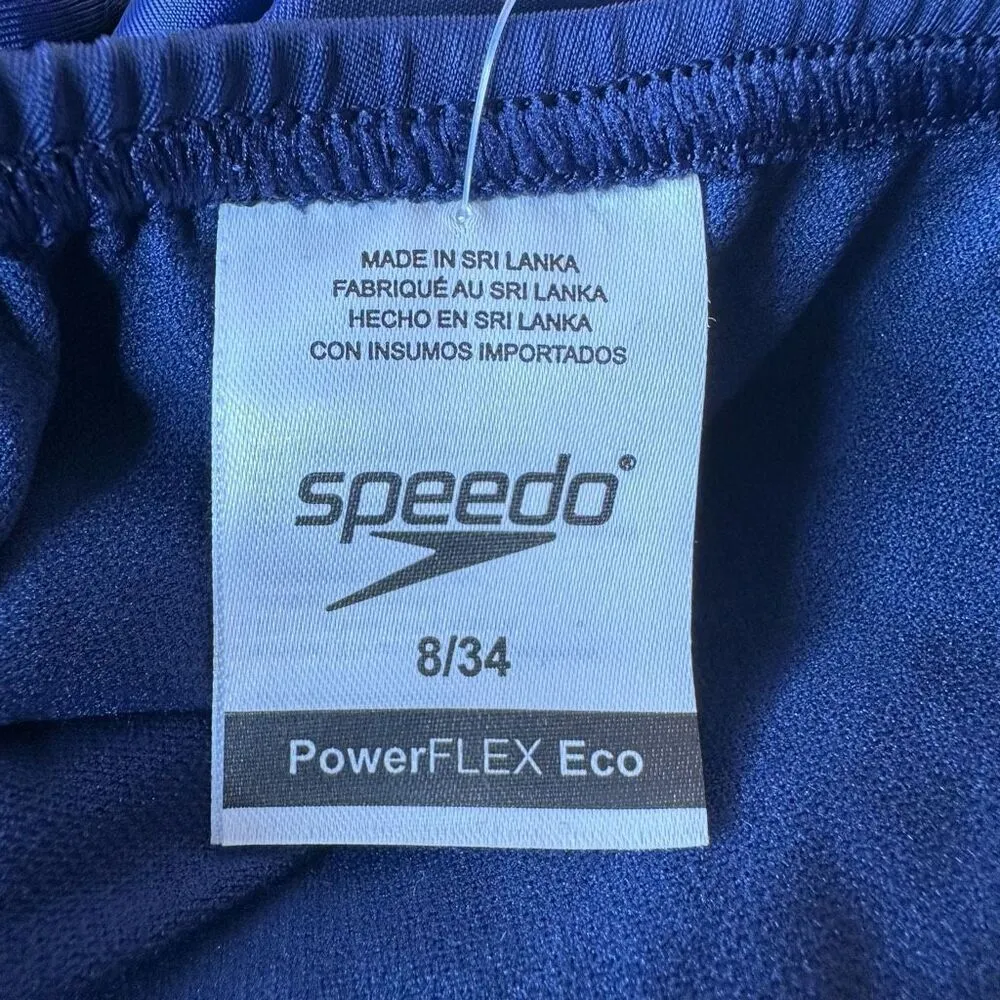 MADE IN SRI LANKA
FABRIQUÉ AU SRI LANKA
HECHO EN SRI LANKA
CON INSUMOS IMPORTADOS
speedo®
8/34
PowerFLEX Eco